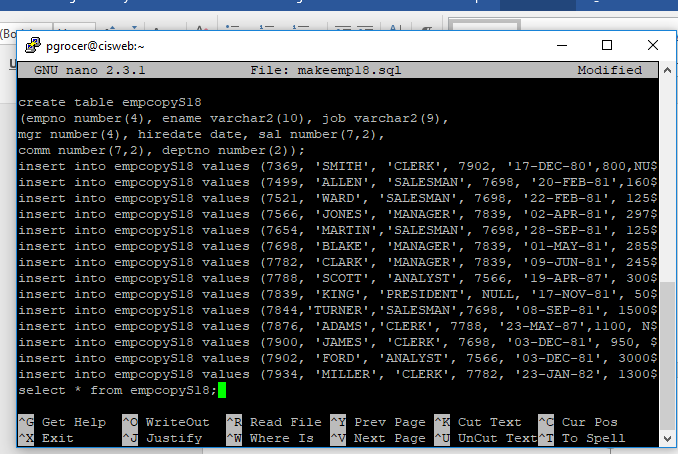 pgrocer@cisweb:~
GNU nano 2.3.1 File: makeemp18.sql Modified
create table empcopyS18
(empno number(4), ename varchar2(10), job varchar2(9),
mgr number(4), hiredate date, sal number(7,2),
comm number(7,2), deptno number(2));
insert into empcopyS18 values (7369, 'SMITH', 'CLERK', 7902, '17-DEC-80',800,NU$
insert into empcopyS18 values (7499, 'ALLEN', 'SALESMAN', 7698, '20-FEB-81',160$
insert into empcopyS18 values (7521, 'WARD', 'SALESMAN', 7698, '22-FEB-81', 125$
insert into empcopyS18 values (7566, 'JONES', 'MANAGER', 7839, '02-APR-81', 297$
insert into empcopyS18 values (7654, 'MARTIN','SALESMAN', 7698,'28-SEP-81', 125$
insert into empcopyS18 values (7698, 'BLAKE', 'MANAGER', 7839, '01-MAY-81', 285$
insert into empcopyS18 values (7782, 'CLARK', 'MANAGER', 7839, '09-JUN-81', 245$
insert into empcopyS18 values (7788, 'SCOTT', 'ANALYST', 7566, '19-APR-87', 300$
insert into empcopyS18 values (7839, 'KING', 'PRESIDENT', NULL, '17-NOV-81', 50$
insert into empcopyS18 values (7844,'TURNER','SALESMAN',7698, '08-SEP-81', 1500$
insert into empcopyS18 values (7876, 'ADAMS','CLERK', 7788, '23-MAY-87',1100, N$
insert into empcopyS18 values (7900, 'JAMES', 'CLERK', 7698, '03-DEC-81', 950, $
insert into empcopyS18 values (7902, 'FORD', 'ANALYST', 7566, '03-DEC-81', 3000$
insert into empcopyS18 values (7934, 'MILLER', 'CLERK', 7782, '23-JAN-82', 1300$
select * from empcopyS18;
^G Get Help ^O WriteOut ^R Read File ^Y Prev Page ^K Cut Text ^C Cur Pos
^X Exit ^J Justify ^W Where Is ^V Next Page ^U UnCut Text ^T To Spell